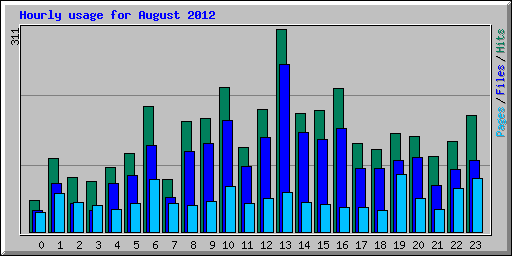 Hourly usage for August 2012
311
Pages/Files/Hits
0 1 2 3 4 5 6 7 8 9 10 11 12 13 14 15 16 17 18 19 20 21 22 23